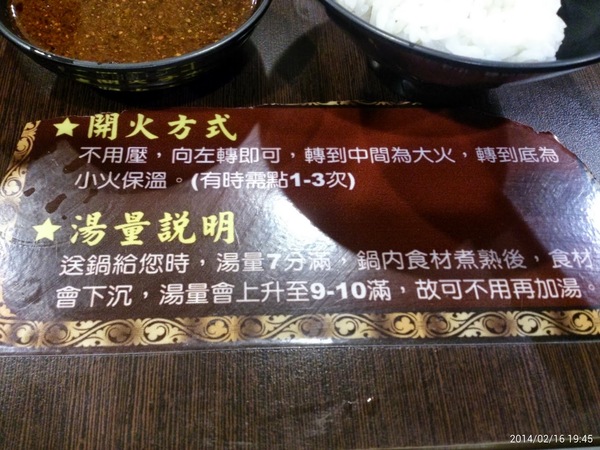 ★開火方式
不用壓，向左轉即可，轉到中間為大火，轉到底為
小火保溫。(有時需點1-3次)
★湯量說明
送鍋給您時，湯量7分滿，鍋內食材煮熟後，食材
會下沉，湯量會上升至9-10滿，故可不用再加湯。
2014/02/16 19:45